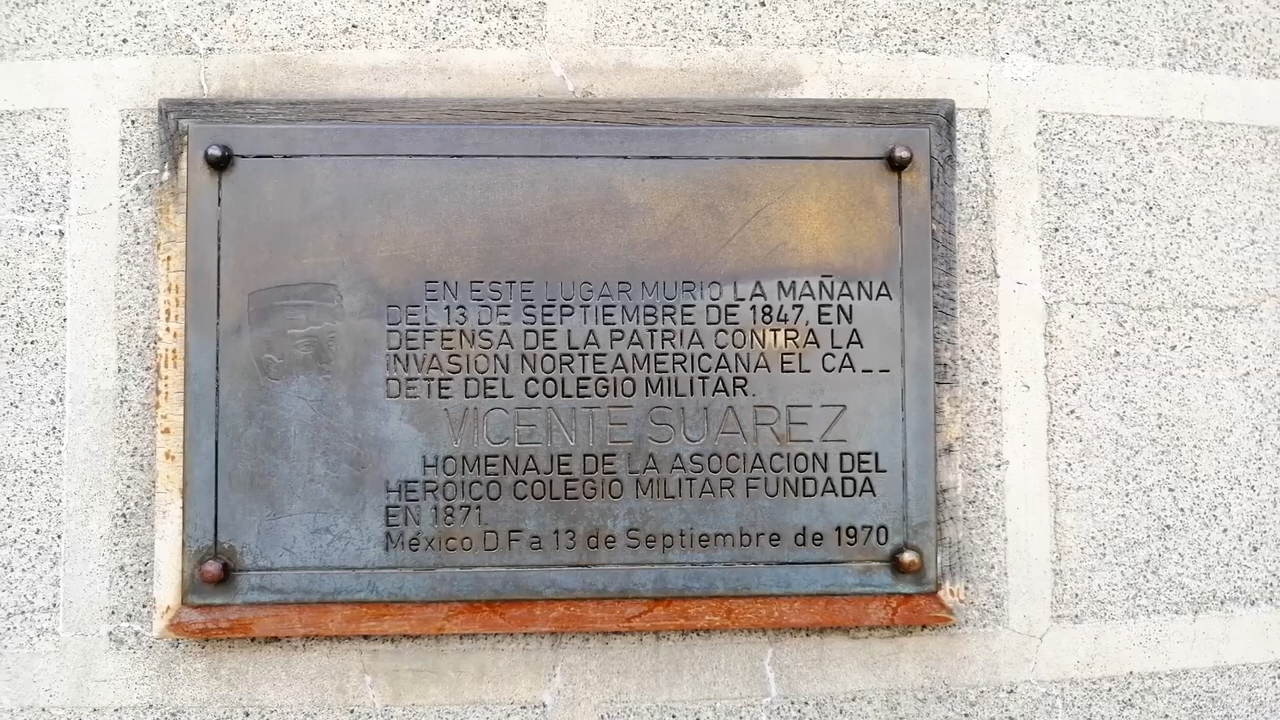 EN ESTE LUGAR MURIO LA MAÑANA
DEL 13 DE SEPTIEMBRE DE 1847, EN
DEFENSA DE LA PATRIA CONTRA LA
INVASION NORTEAMERICANA EL CA__
DETE DEL COLEGIO MILITAR.
VICENTE SUAREZ
HOMENAJE DE LA ASOCIACION DEL
HEROICO COLEGIO MILITAR FUNDADA
EN 1871.
México, D F a 13 de Septiembre de 1970